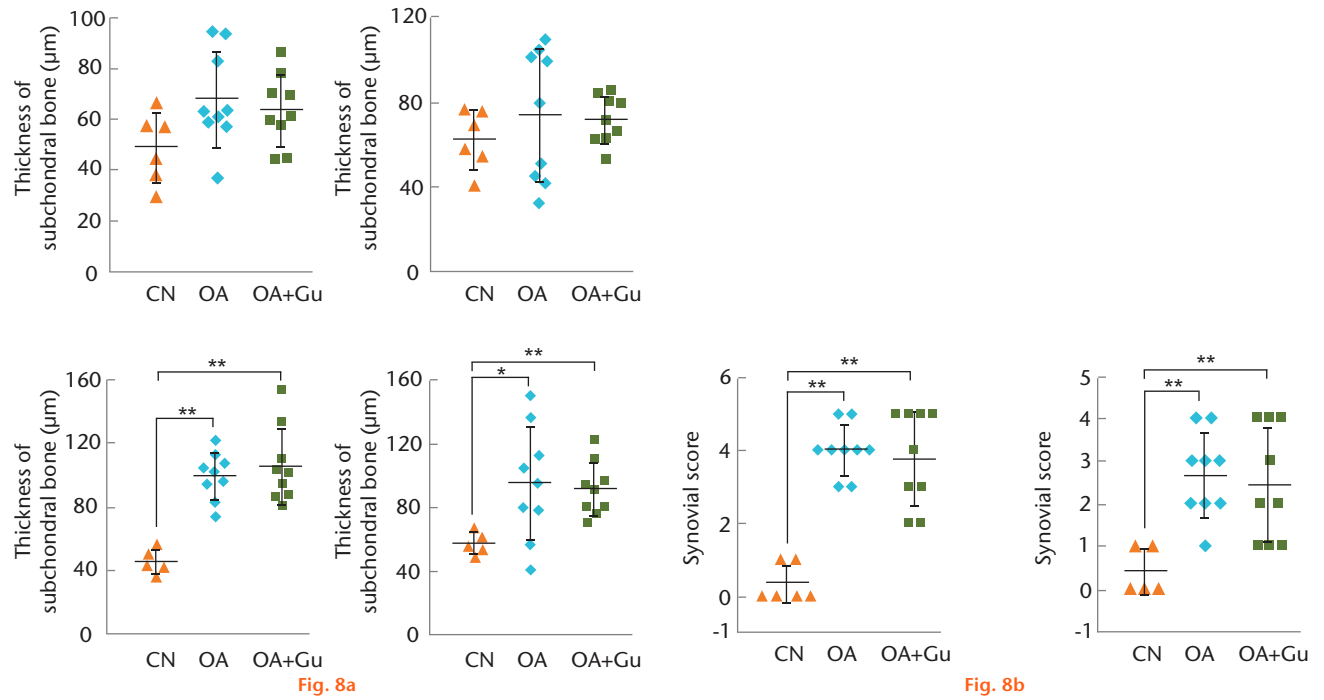 Thickness of
subchondral bone (µm)
100
80
60
40
20
0
CN OA OA+Gu
Thickness of
subchondral bone (µm)
120
80
40
0
CN OA OA+Gu
Thickness of
subchondral bone (µm)
160
120
80
40
0
**
**
CN OA OA+Gu
Thickness of
subchondral bone (µm)
160
120
80
40
0
**
*
CN OA OA+Gu
Fig. 8a
Synovial score
6
4
2
0
-1
**
**
CN OA OA+Gu
Synovial score
5
4
3
2
1
0
-1
**
**
CN OA OA+Gu
Fig. 8b